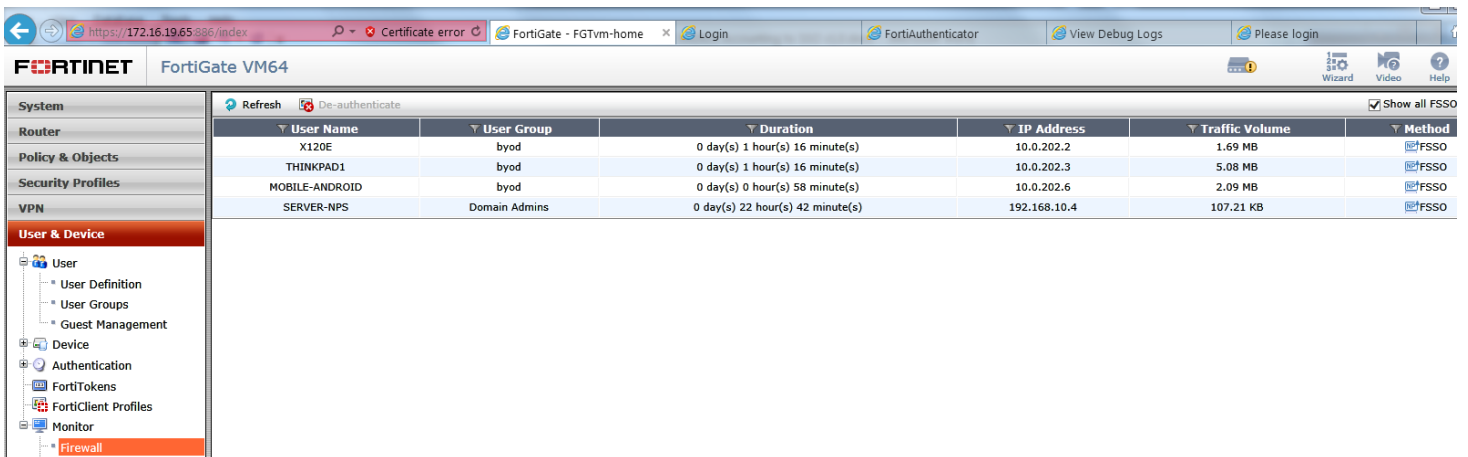 https://172.16.19.65:886/index Certificate error FortiGate - FGTvm-home Login FortiAuthenticator View Debug Logs Please login
FORTINET FortiGate VM64 Wizard Video Help
System Refresh De-authenticate Show all FSSO
Router User Name User Group Duration IP Address Traffic Volume Method
X120E byod 0 day(s) 1 hour(s) 16 minute(s) 10.0.202.2 1.69 MB FSSO
Policy & Objects
THINKPAD1 byod 0 day(s) 1 hour(s) 16 minute(s) 10.0.202.3 5.08 MB FSSO
Security Profiles MOBILE-ANDROID byod 0 day(s) 0 hour(s) 58 minute(s) 10.0.202.6 2.09 MB FSSO
VPN SERVER-NPS Domain Admins 0 day(s) 22 hour(s) 42 minute(s) 192.168.10.4 107.21 KB FSSO
User & Device
User
User Definition
User Groups
Guest Management
Device
Authentication
FortiTokens
FortiClient Profiles
Monitor
Firewall